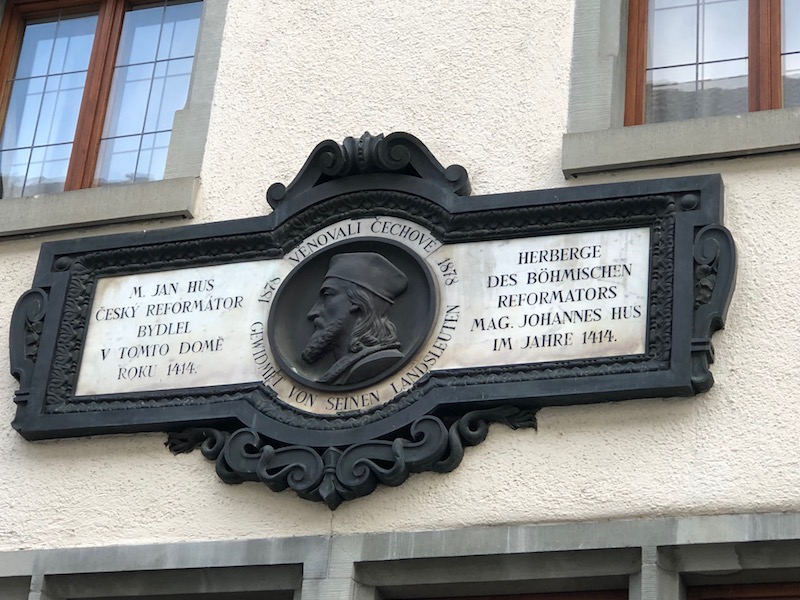 M. JAN HUS
ČESKÝ REFORMÁTOR
BYDLEL
V TOMTO DOMĚ
ROKU 1414.
VĚNOVALI ČECHOVÉ
1878 1878
GEWIDMET VON SEINEN LANDSLEUTEN
HERBERGE
DES BÖHMISCHEN
REFORMATORS
MAG. JOHANNES HUS
IM JAHRE 1414.